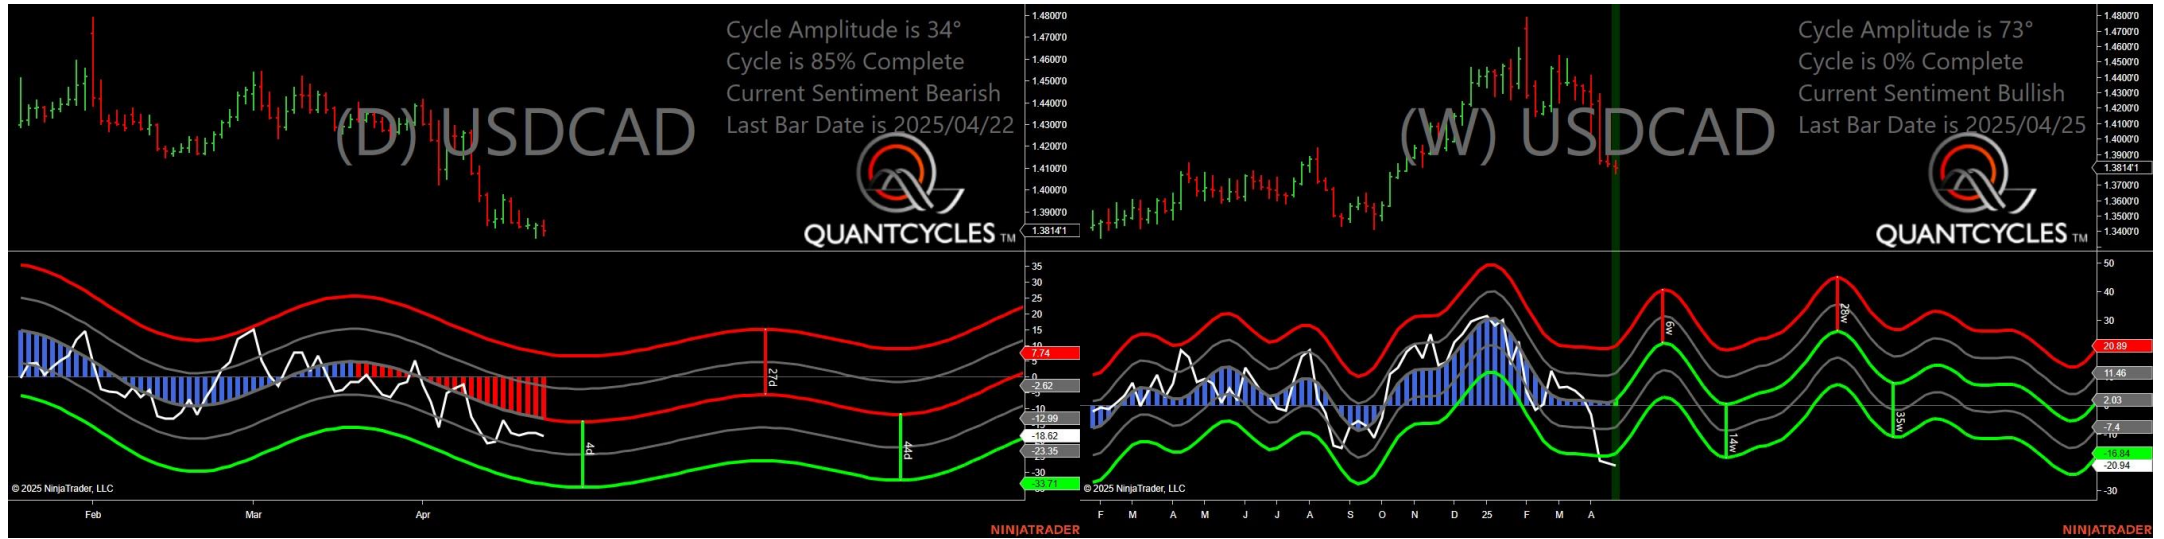 Cycle Amplitude is 34°
Cycle is 85% Complete
Current Sentiment Bearish
Last Bar Date is 2025/04/22
(D) USDCAD
QUANTCYCLES TM
1.4800'0
1.4700'0
1.4600'0
1.4500'0
1.4400'0
1.4300'0
1.4200'0
1.4100'0
1.4000'0
1.3900'0
1.3814'1
35
30
25
20
15
10
7.74
5
0
-2.62
-5
-10
-12.99
-18.62
-23.35
-30
-33.71
4d
27d
44d
© 2025 NinjaTrader, LLC
Feb Mar Apr
NINJATRADER
Cycle Amplitude is 73°
Cycle is 0% Complete
Current Sentiment Bullish
Last Bar Date is 2025/04/25
(W) USDCAD
QUANTCYCLES TM
1.4800'0
1.4700'0
1.4600'0
1.4500'0
1.4400'0
1.4300'0
1.4200'0
1.4100'0
1.4000'0
1.3900'0
1.3814'1
1.3700'0
1.3600'0
1.3500'0
1.3400'0
50
40
30
20.89
11.46
2.03
-7.4
-10
-16.84
-20.94
-30
6w
14w
28w
35w
© 2025 NinjaTrader, LLC
F M A M J J A S O N D 25 F M A
NINJATRADER